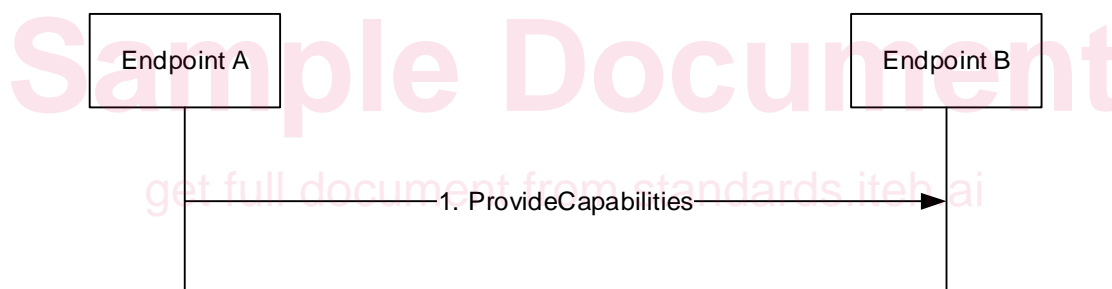 Sample Document
Endpoint A
Endpoint B
get full document from standards.iteh.ai
1. ProvideCapabilities